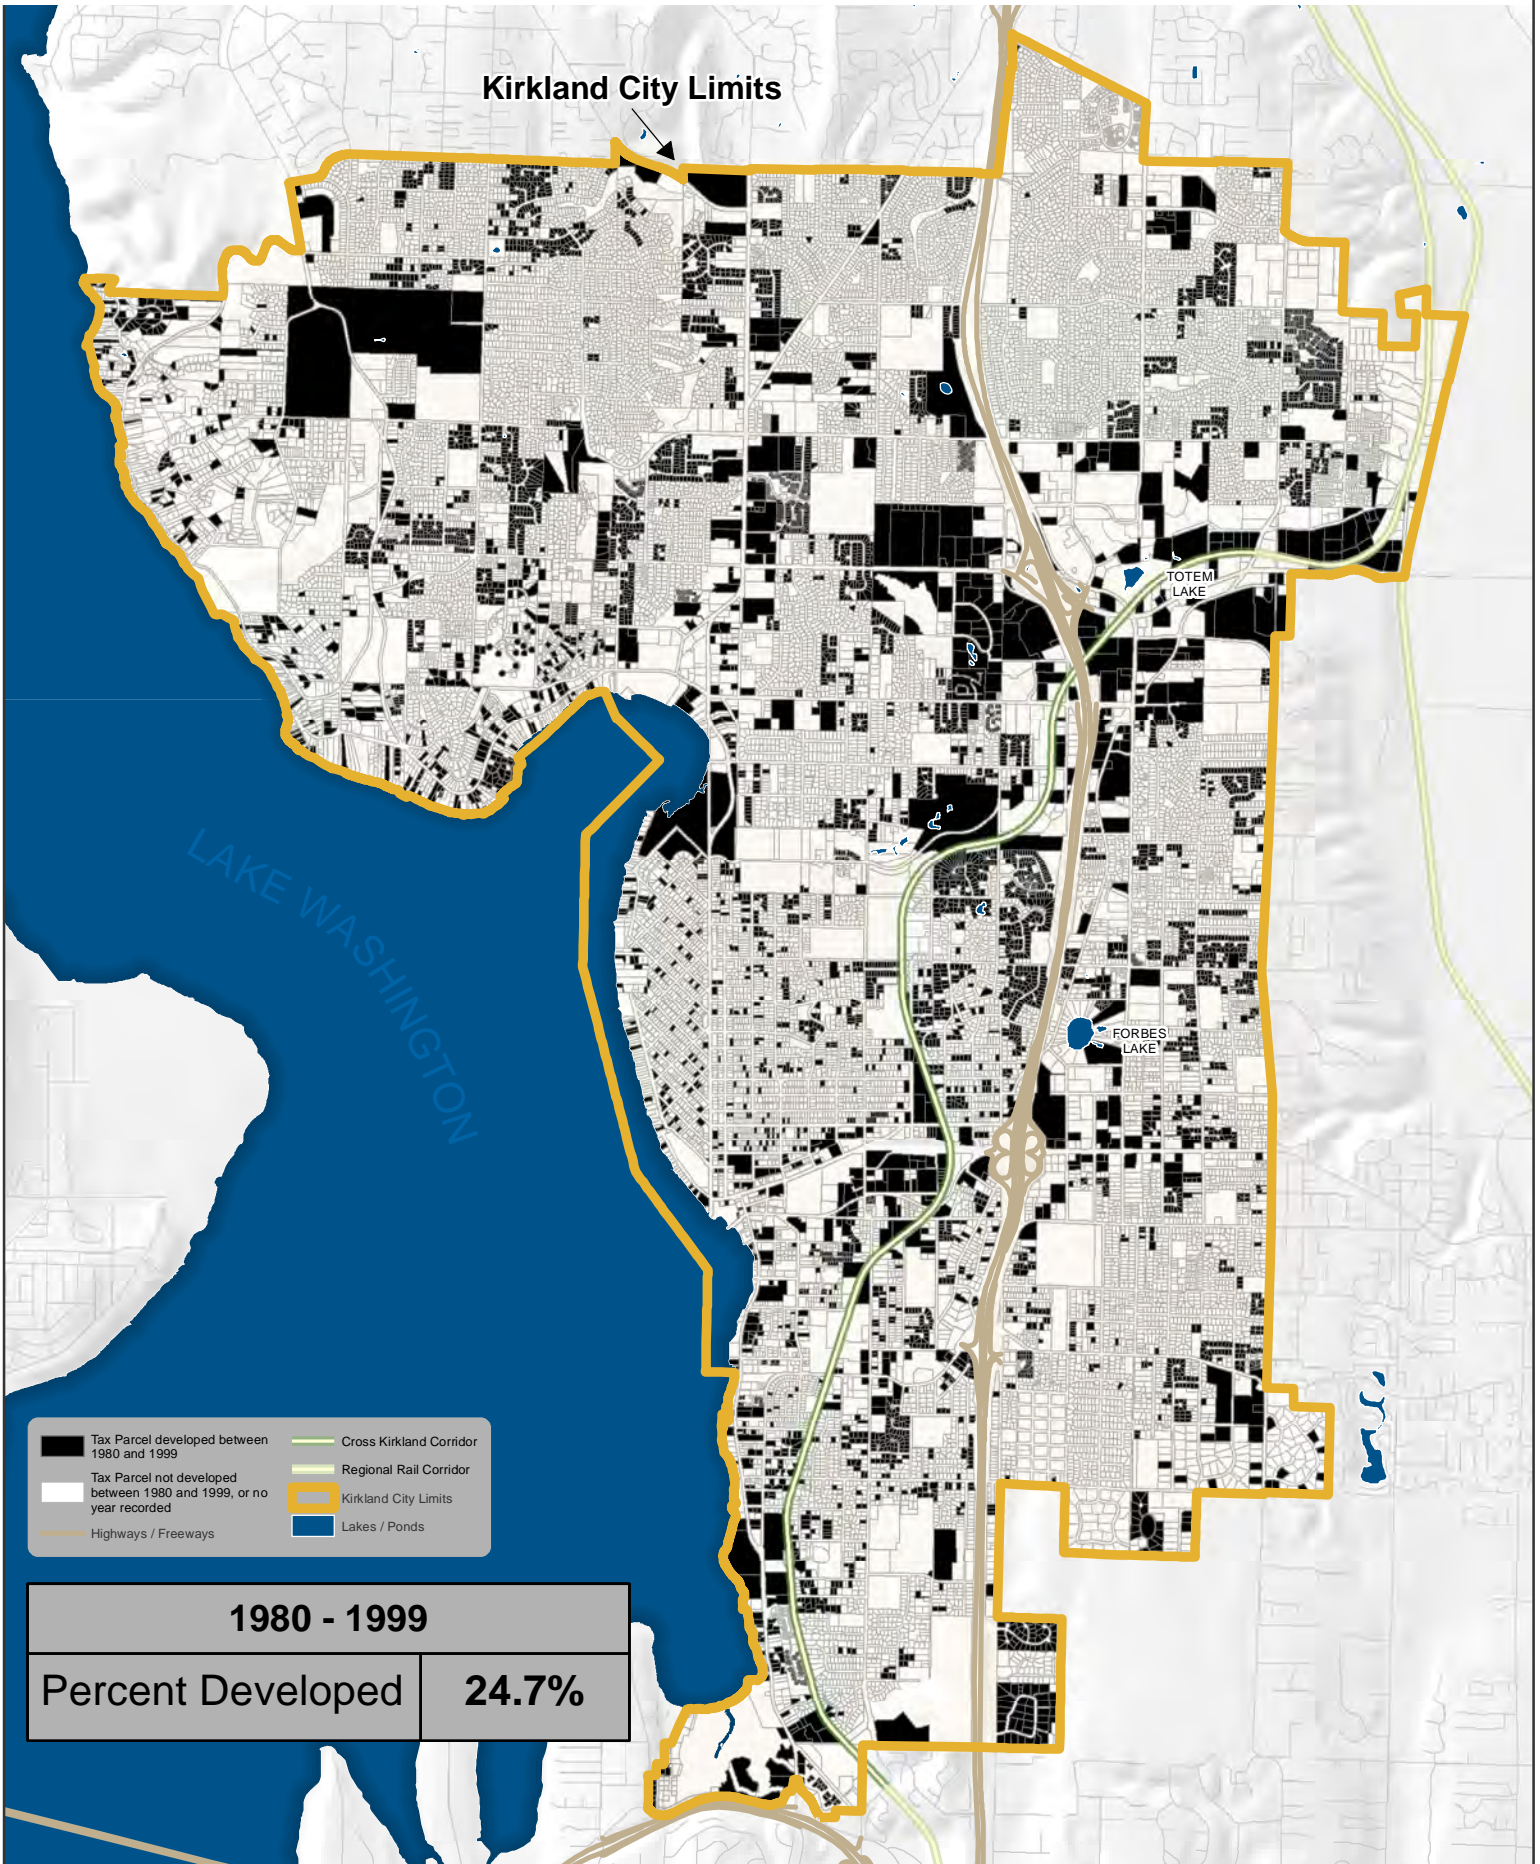 Kirkland City Limits
TOTEM
LAKE
LAKE WASHINGTON
FORBES
LAKE
Tax Parcel developed between
1980 and 1999
Tax Parcel not developed
between 1980 and 1999, or no
year recorded
Highways / Freeways
Cross Kirkland Corridor
Regional Rail Corridor
Kirkland City Limits
Lakes / Ponds
1980 - 1999
Percent Developed 24.7%